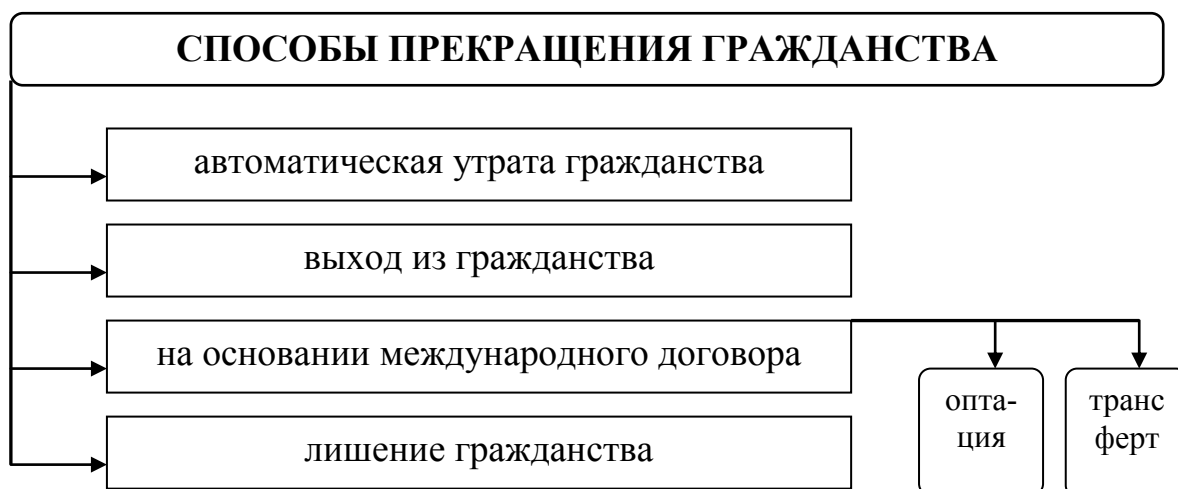 СПОСОБЫ ПРЕКРАЩЕНИЯ ГРАЖДАНСТВА
автоматическая утрата гражданства
выход из гражданства
на основании международного договора
опта-
ция
транс
ферт
лишение гражданства